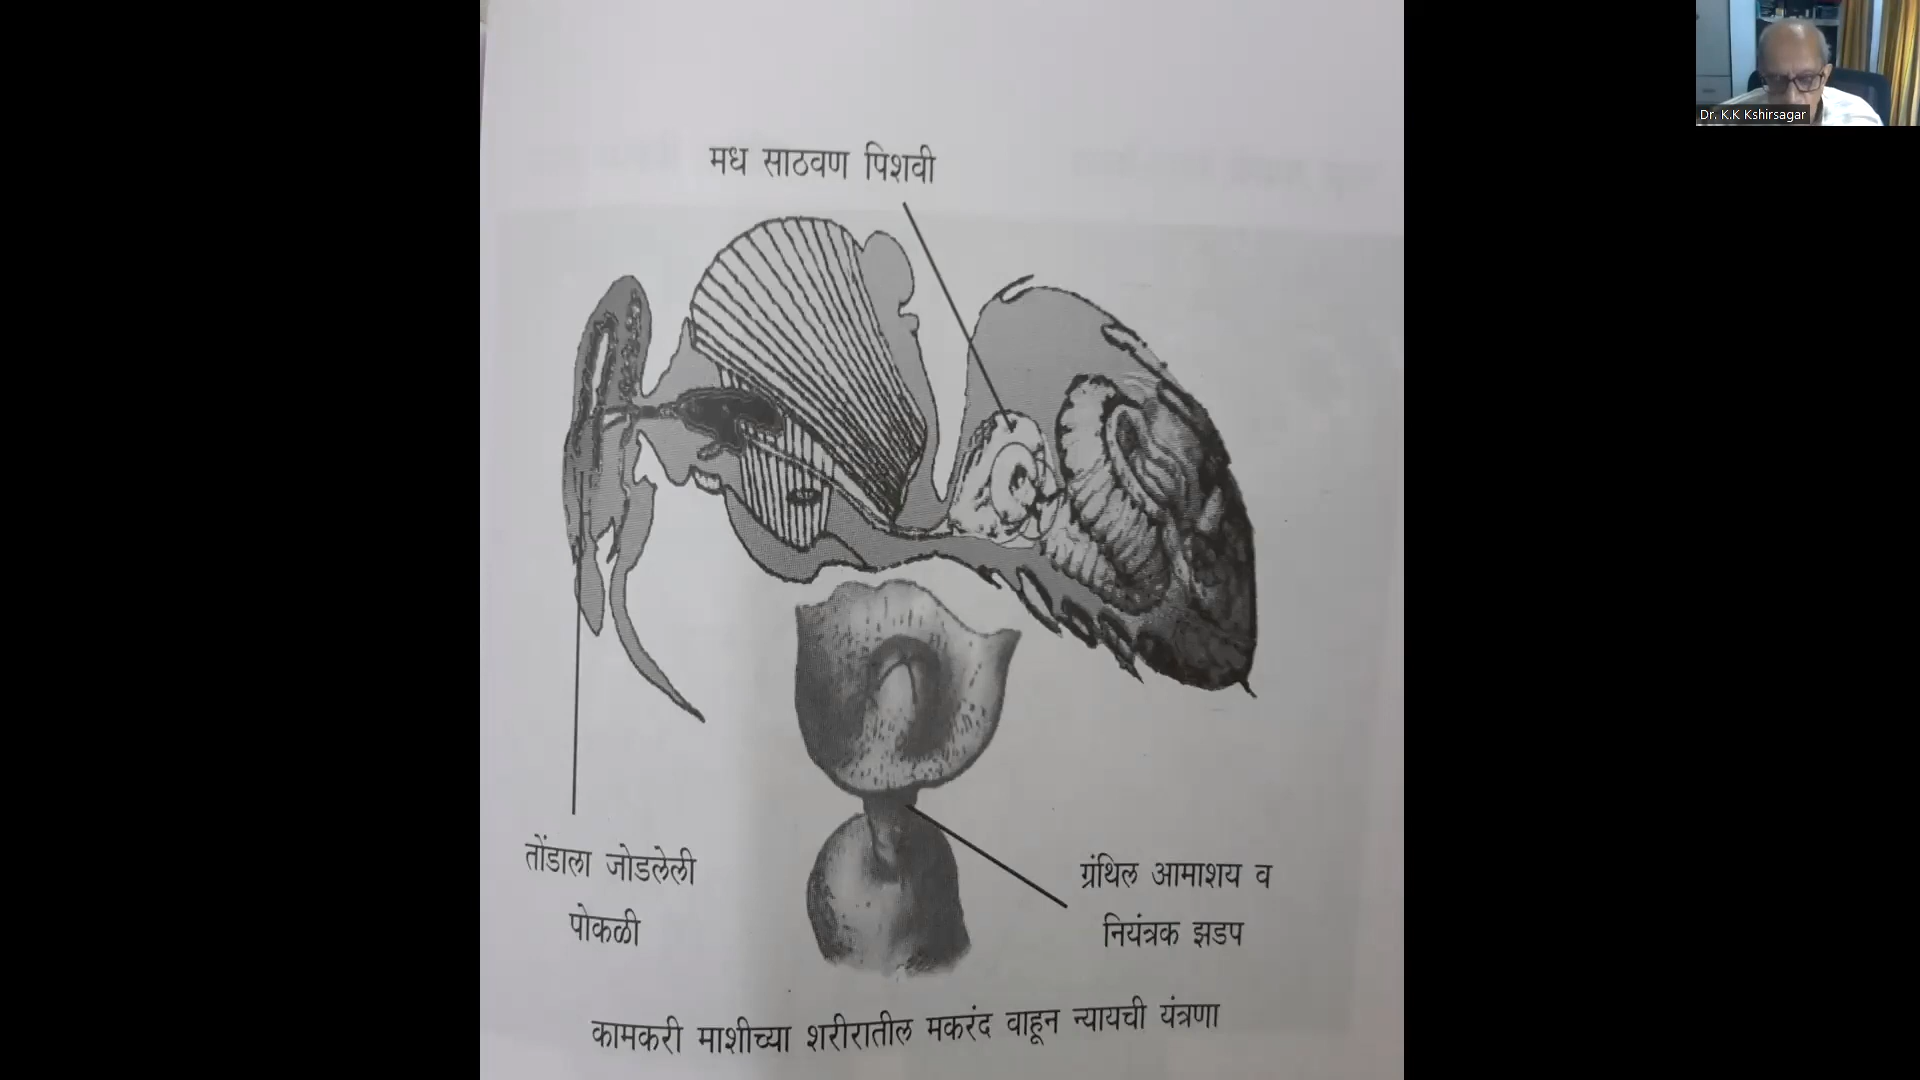 Dr. K.K Kshirsagar
मध साठवण पिशवी
तोंडाला जोडलेली
पोकळी
ग्रंथिल आमाशय व
नियंत्रक झडप
कामकरी माशीच्या शरीरातील मकरंद वाहून न्यायची यंत्रणा